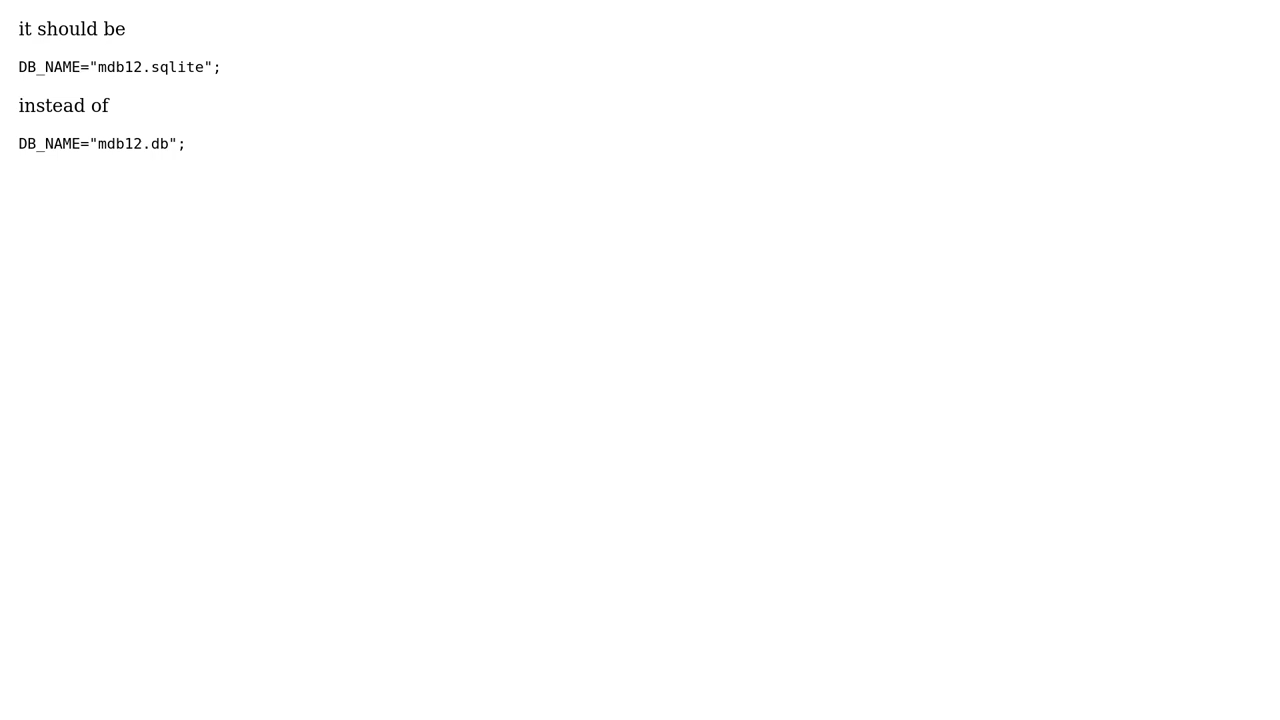 it should be
DB_NAME="mdb12.sqlite";
instead of
DB_NAME="mdb12.db";